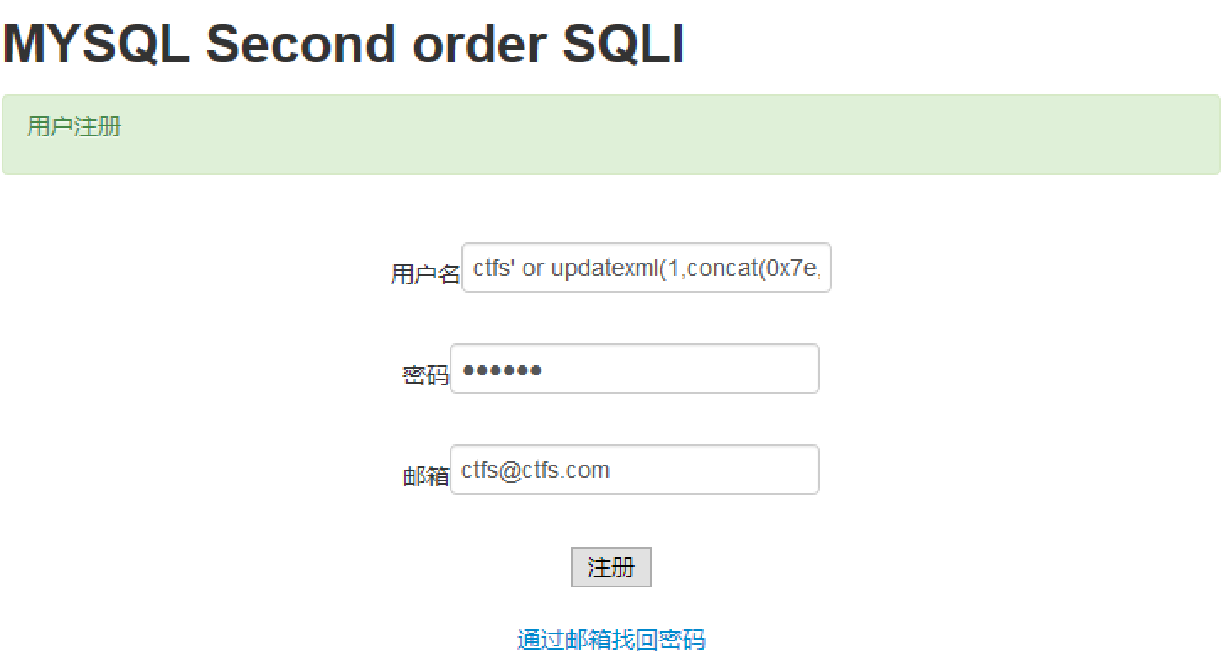 MYSQL Second order SQLI
用户注册
用户名 ctfs' or updatexml(1,concat(0x7e,
密码 ●●●●●●
邮箱 ctfs@ctfs.com
注册
通过邮箱找回密码